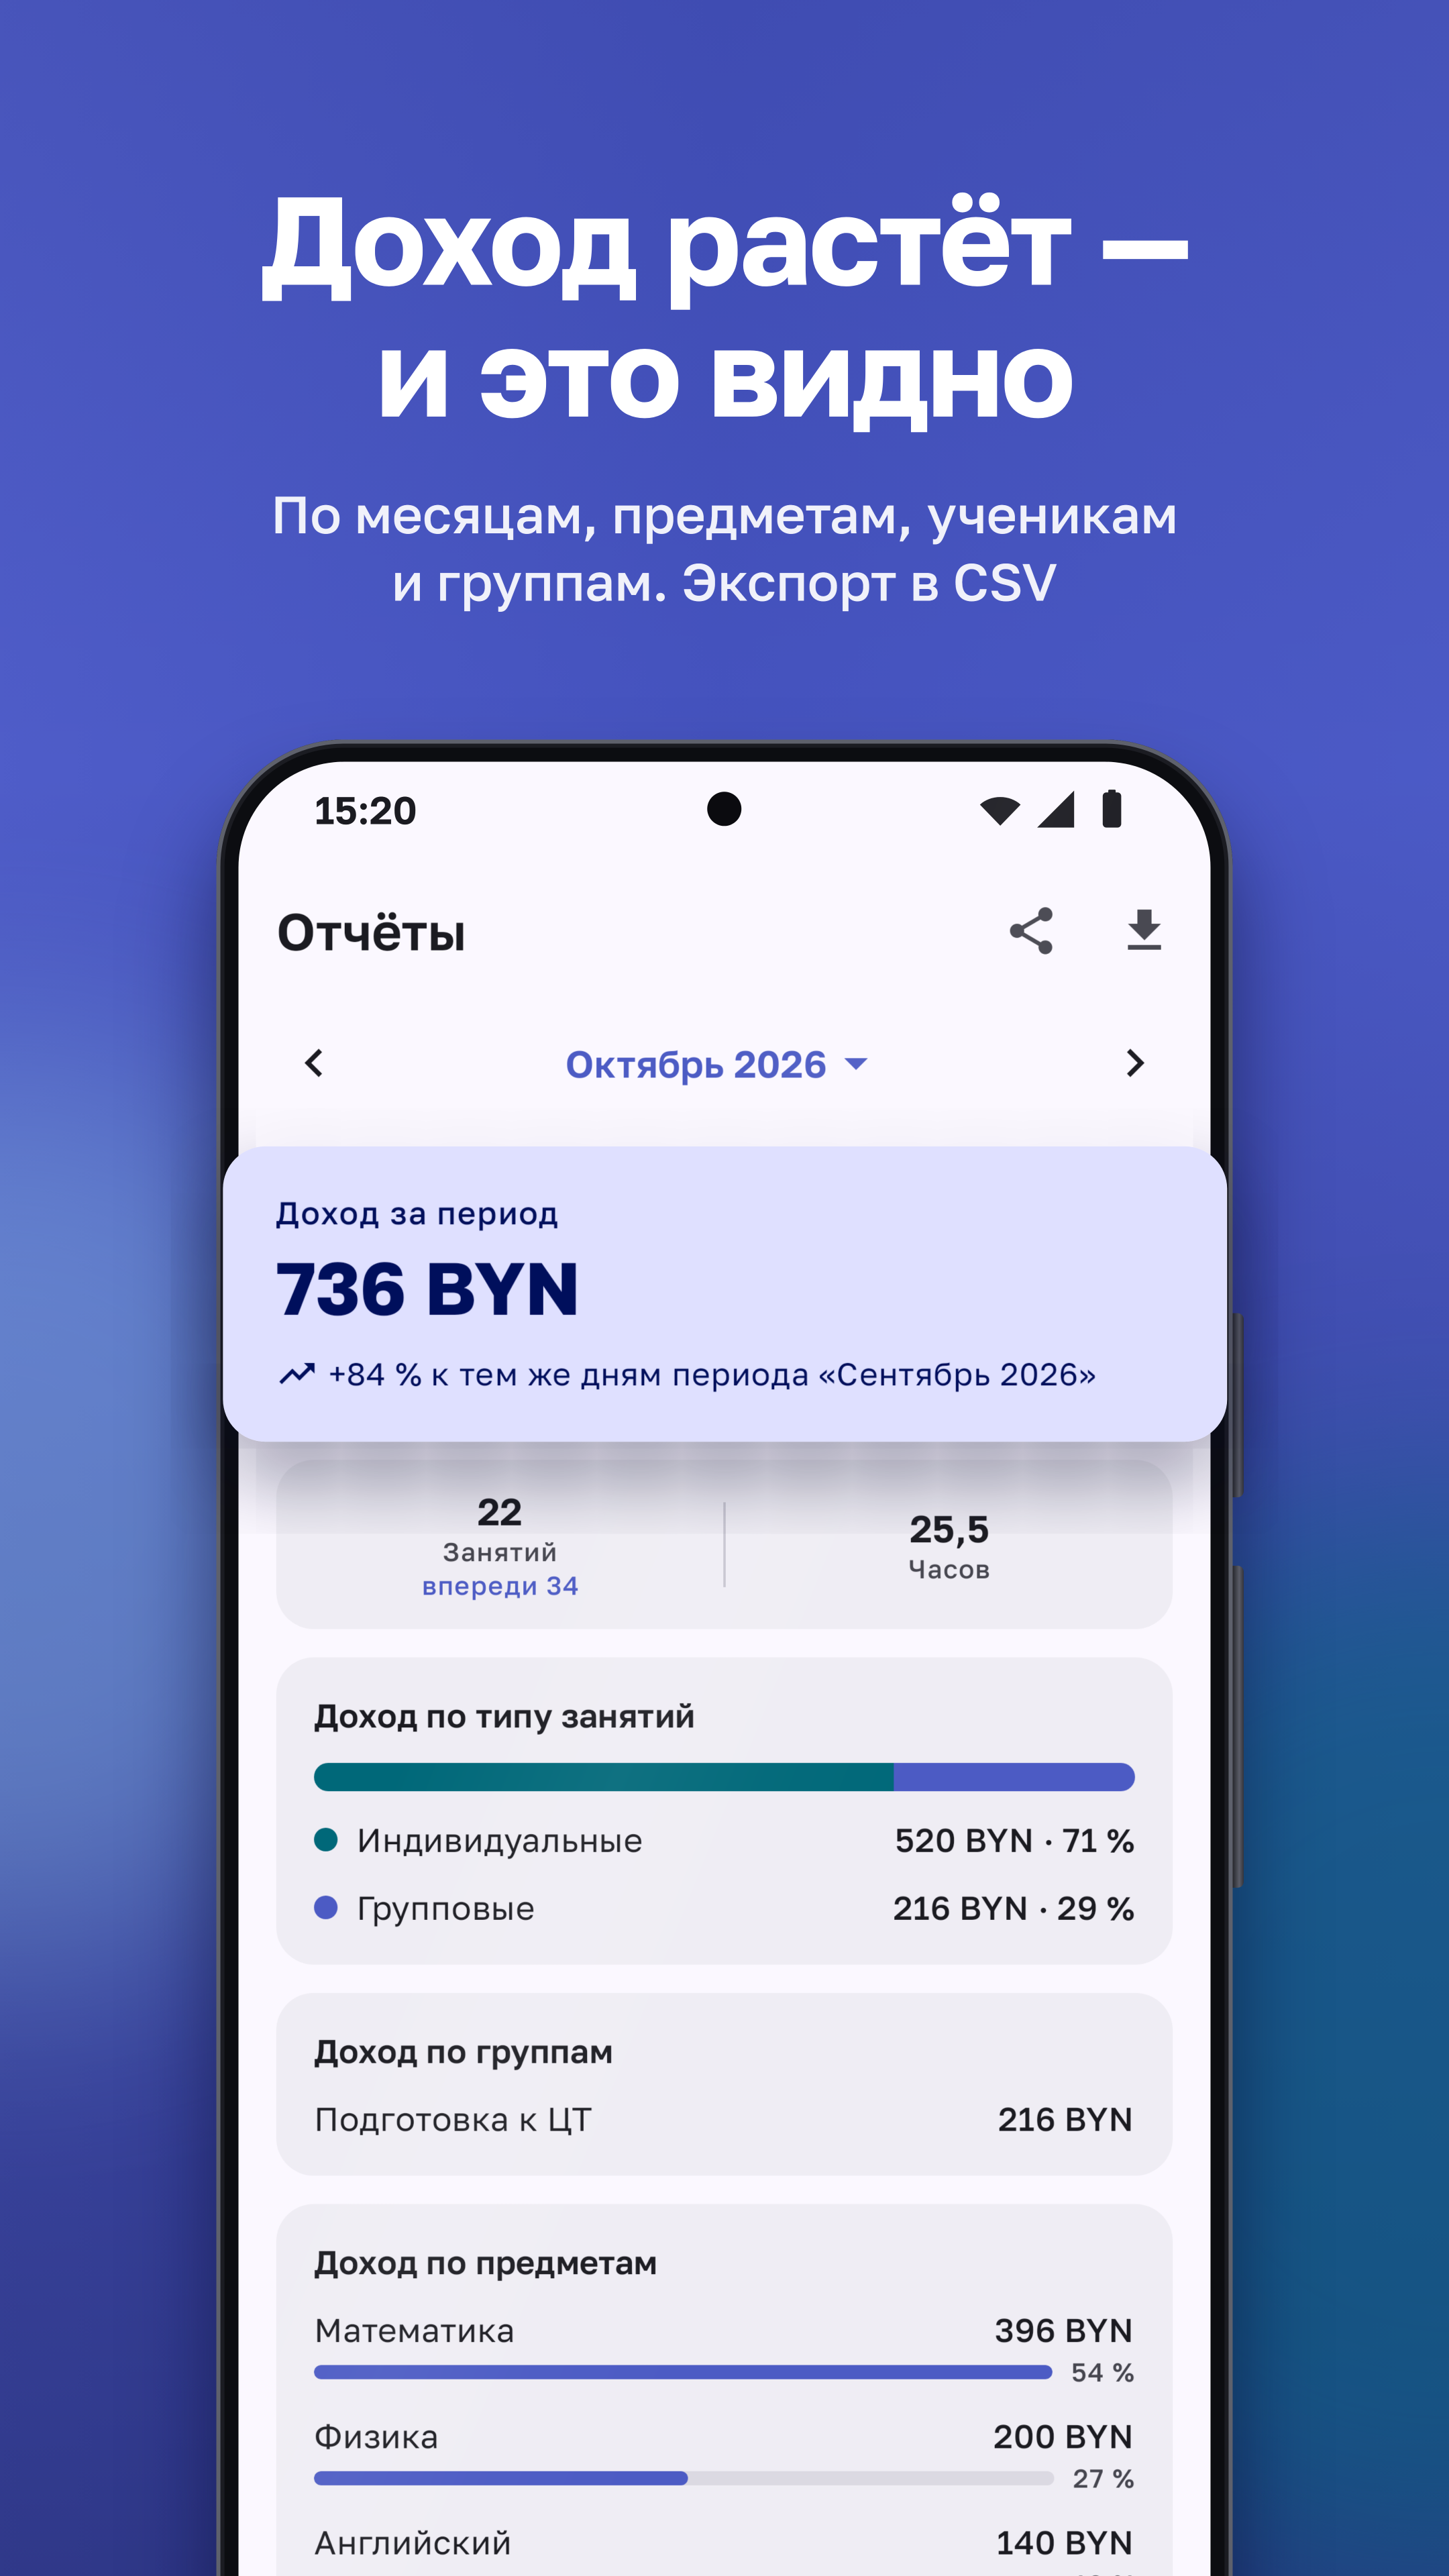 Доход растёт —
и это видно
По месяцам, предметам, ученикам
и группам. Экспорт в CSV
15:20
Отчёты
Октябрь 2026
Доход за период
736 BYN
+84 % к тем же дням периода «Сентябрь 2026»
22
Занятий
впереди 34
25,5
Часов
Доход по типу занятий
Индивидуальные 520 BYN · 71 %
Групповые 216 BYN · 29 %
Доход по группам
Подготовка к ЦТ 216 BYN
Доход по предметам
Математика 396 BYN
54 %
Физика 200 BYN
27 %
Английский 140 BYN